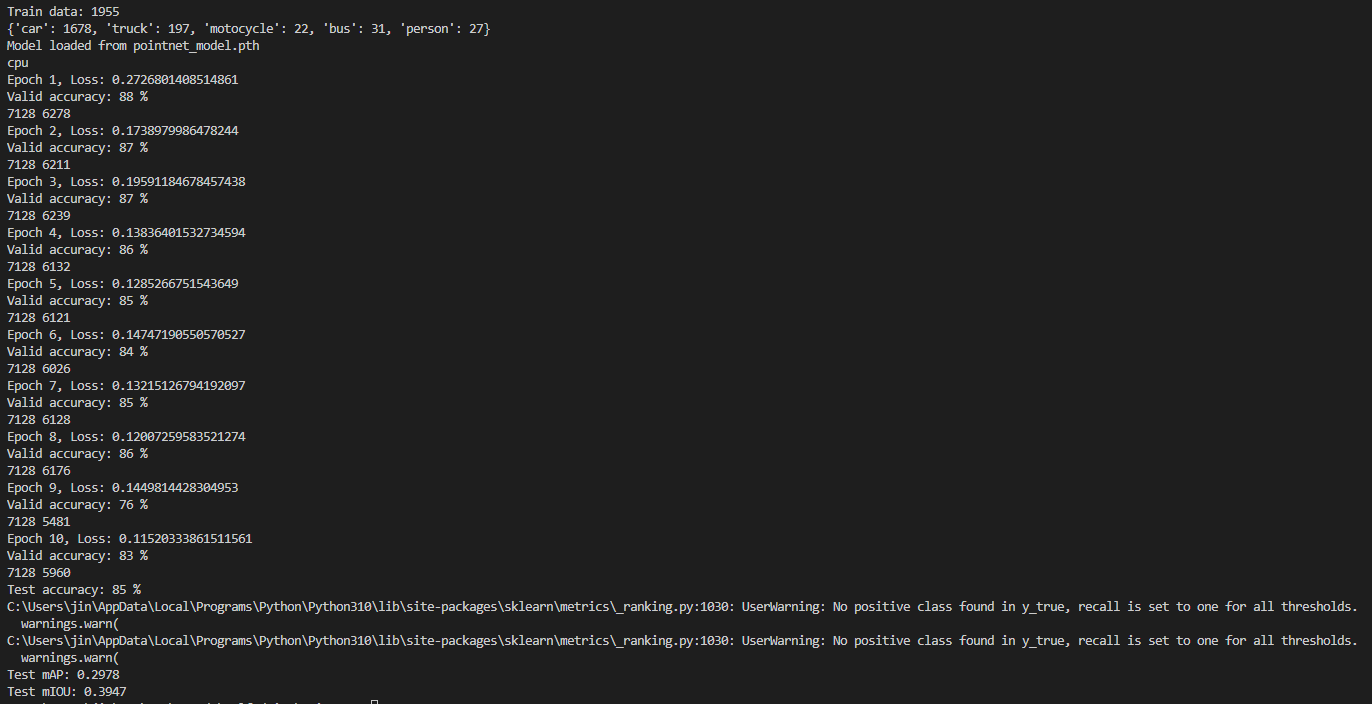 Train data: 1955
{'car': 1678, 'truck': 197, 'motocycle': 22, 'bus': 31, 'person': 27}
Model loaded from pointnet_model.pth
cpu
Epoch 1, Loss: 0.2726801408514861
Valid accuracy: 88 %
7128 6278
Epoch 2, Loss: 0.1738979986478244
Valid accuracy: 87 %
7128 6211
Epoch 3, Loss: 0.19591184678457438
Valid accuracy: 87 %
7128 6239
Epoch 4, Loss: 0.13836401532734594
Valid accuracy: 86 %
7128 6132
Epoch 5, Loss: 0.1285266751543649
Valid accuracy: 85 %
7128 6121
Epoch 6, Loss: 0.14747190550570527
Valid accuracy: 84 %
7128 6026
Epoch 7, Loss: 0.13215126794192097
Valid accuracy: 85 %
7128 6128
Epoch 8, Loss: 0.12007259583521274
Valid accuracy: 86 %
7128 6176
Epoch 9, Loss: 0.1449814428304953
Valid accuracy: 76 %
7128 5481
Epoch 10, Loss: 0.11520333861511561
Valid accuracy: 83 %
7128 5960
Test accuracy: 85 %
C:\Users\jin\AppData\Local\Programs\Python\Python310\lib\site-packages\sklearn\metrics\_ranking.py:1030: UserWarning: No positive class found in y_true, recall is set to one for all thresholds.
  warnings.warn(
C:\Users\jin\AppData\Local\Programs\Python\Python310\lib\site-packages\sklearn\metrics\_ranking.py:1030: UserWarning: No positive class found in y_true, recall is set to one for all thresholds.
  warnings.warn(
Test mAP: 0.2978
Test mIOU: 0.3947